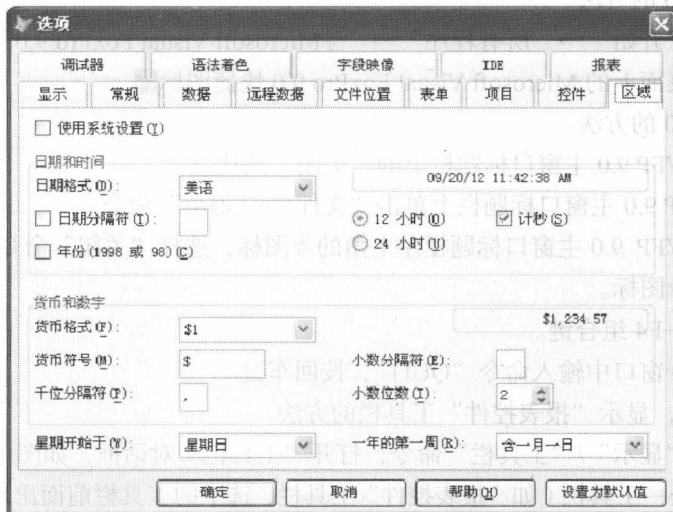 选项
调试器 语法着色 字段映像 IDE 报表
显示 常规 数据 远程数据 文件位置 表单 项目 控件 区域
使用系统设置(Y)
日期和时间
日期格式(D): 美语 09/20/12 11:42:38 AM
日期分隔符(T): 12 小时(O) 计秒(S)
年份(1998 或 98)(C) 24 小时(U)
货币和数字
货币格式(F): $1 $1,234.57
货币符号(M): $ 小数分隔符(E):
千位分隔符(P): , 小数位数(I): 2
星期开始于(W): 星期日 一年的第一周(R): 含一月一日
确定 取消 帮助(H) 设置为默认值